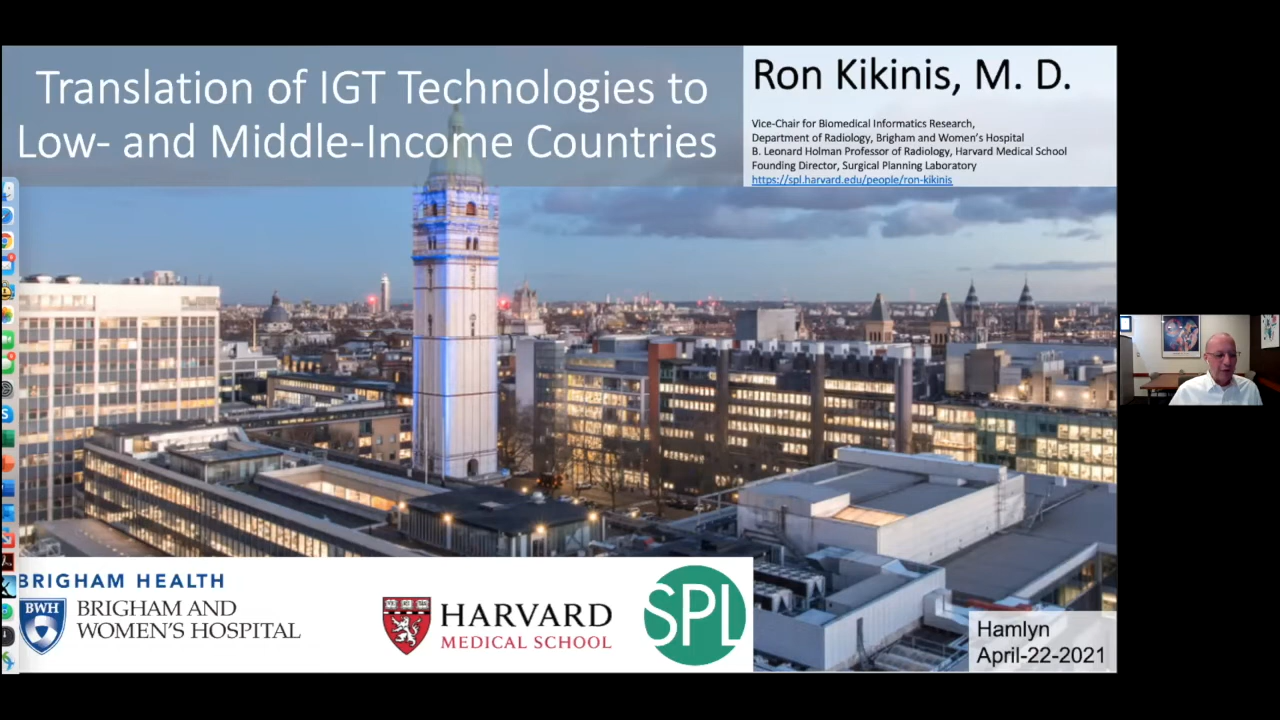 Translation of IGT Technologies to
Low- and Middle-Income Countries
Ron Kikinis, M. D.
Vice-Chair for Biomedical Informatics Research,
Department of Radiology, Brigham and Women's Hospital
B. Leonard Holman Professor of Radiology, Harvard Medical School
Founding Director, Surgical Planning Laboratory
https://spl.harvard.edu/people/ron-kikinis
BRIGHAM HEALTH
BWH
BRIGHAM AND
WOMEN'S HOSPITAL
HARVARD
MEDICAL SCHOOL
SPL
Hamlyn
April-22-2021